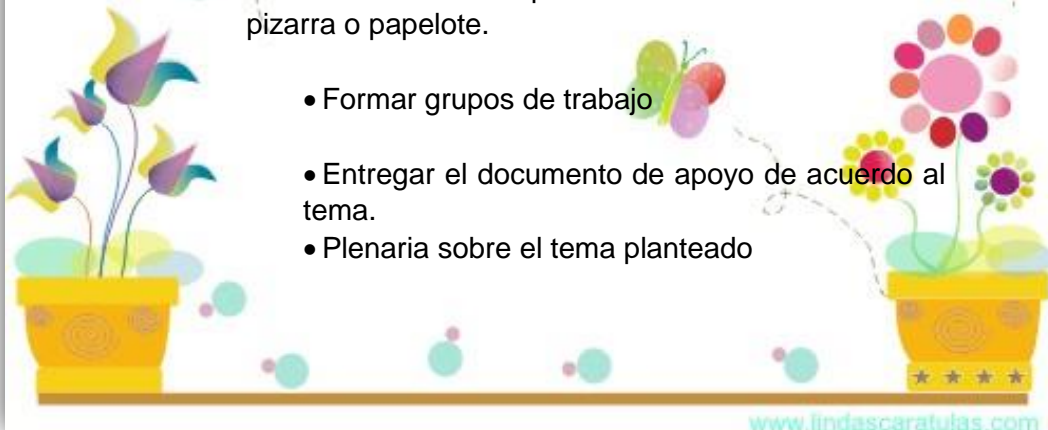 pizarra o papelote.
• Formar grupos de trabajo
• Entregar el documento de apoyo de acuerdo al
tema.
• Plenaria sobre el tema planteado
www.lindascaratulas.com